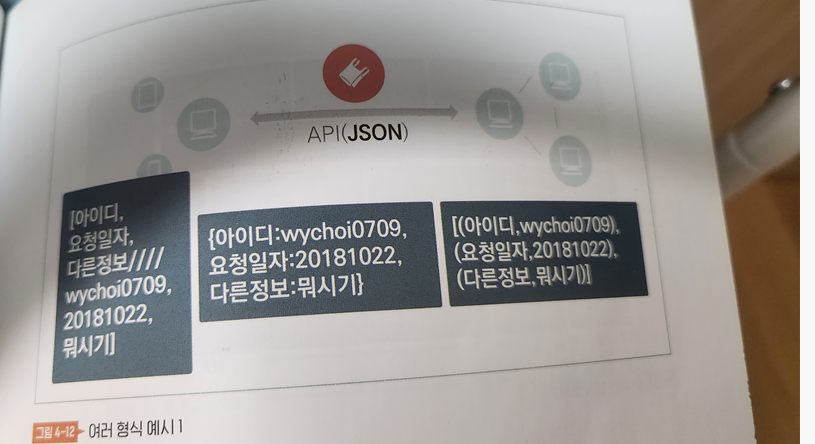 API(JSON)
[아이디,
요청일자,
다른정보////
wychoi0709,
20181022,
뭐시기]
{아이디:wychoi0709,
요청일자:20181022,
다른정보:뭐시기}
[(아이디,wychoi0709),
(요청일자,20181022),
(다른정보,뭐시기)]
그림 4-12 여러 형식 예시 1